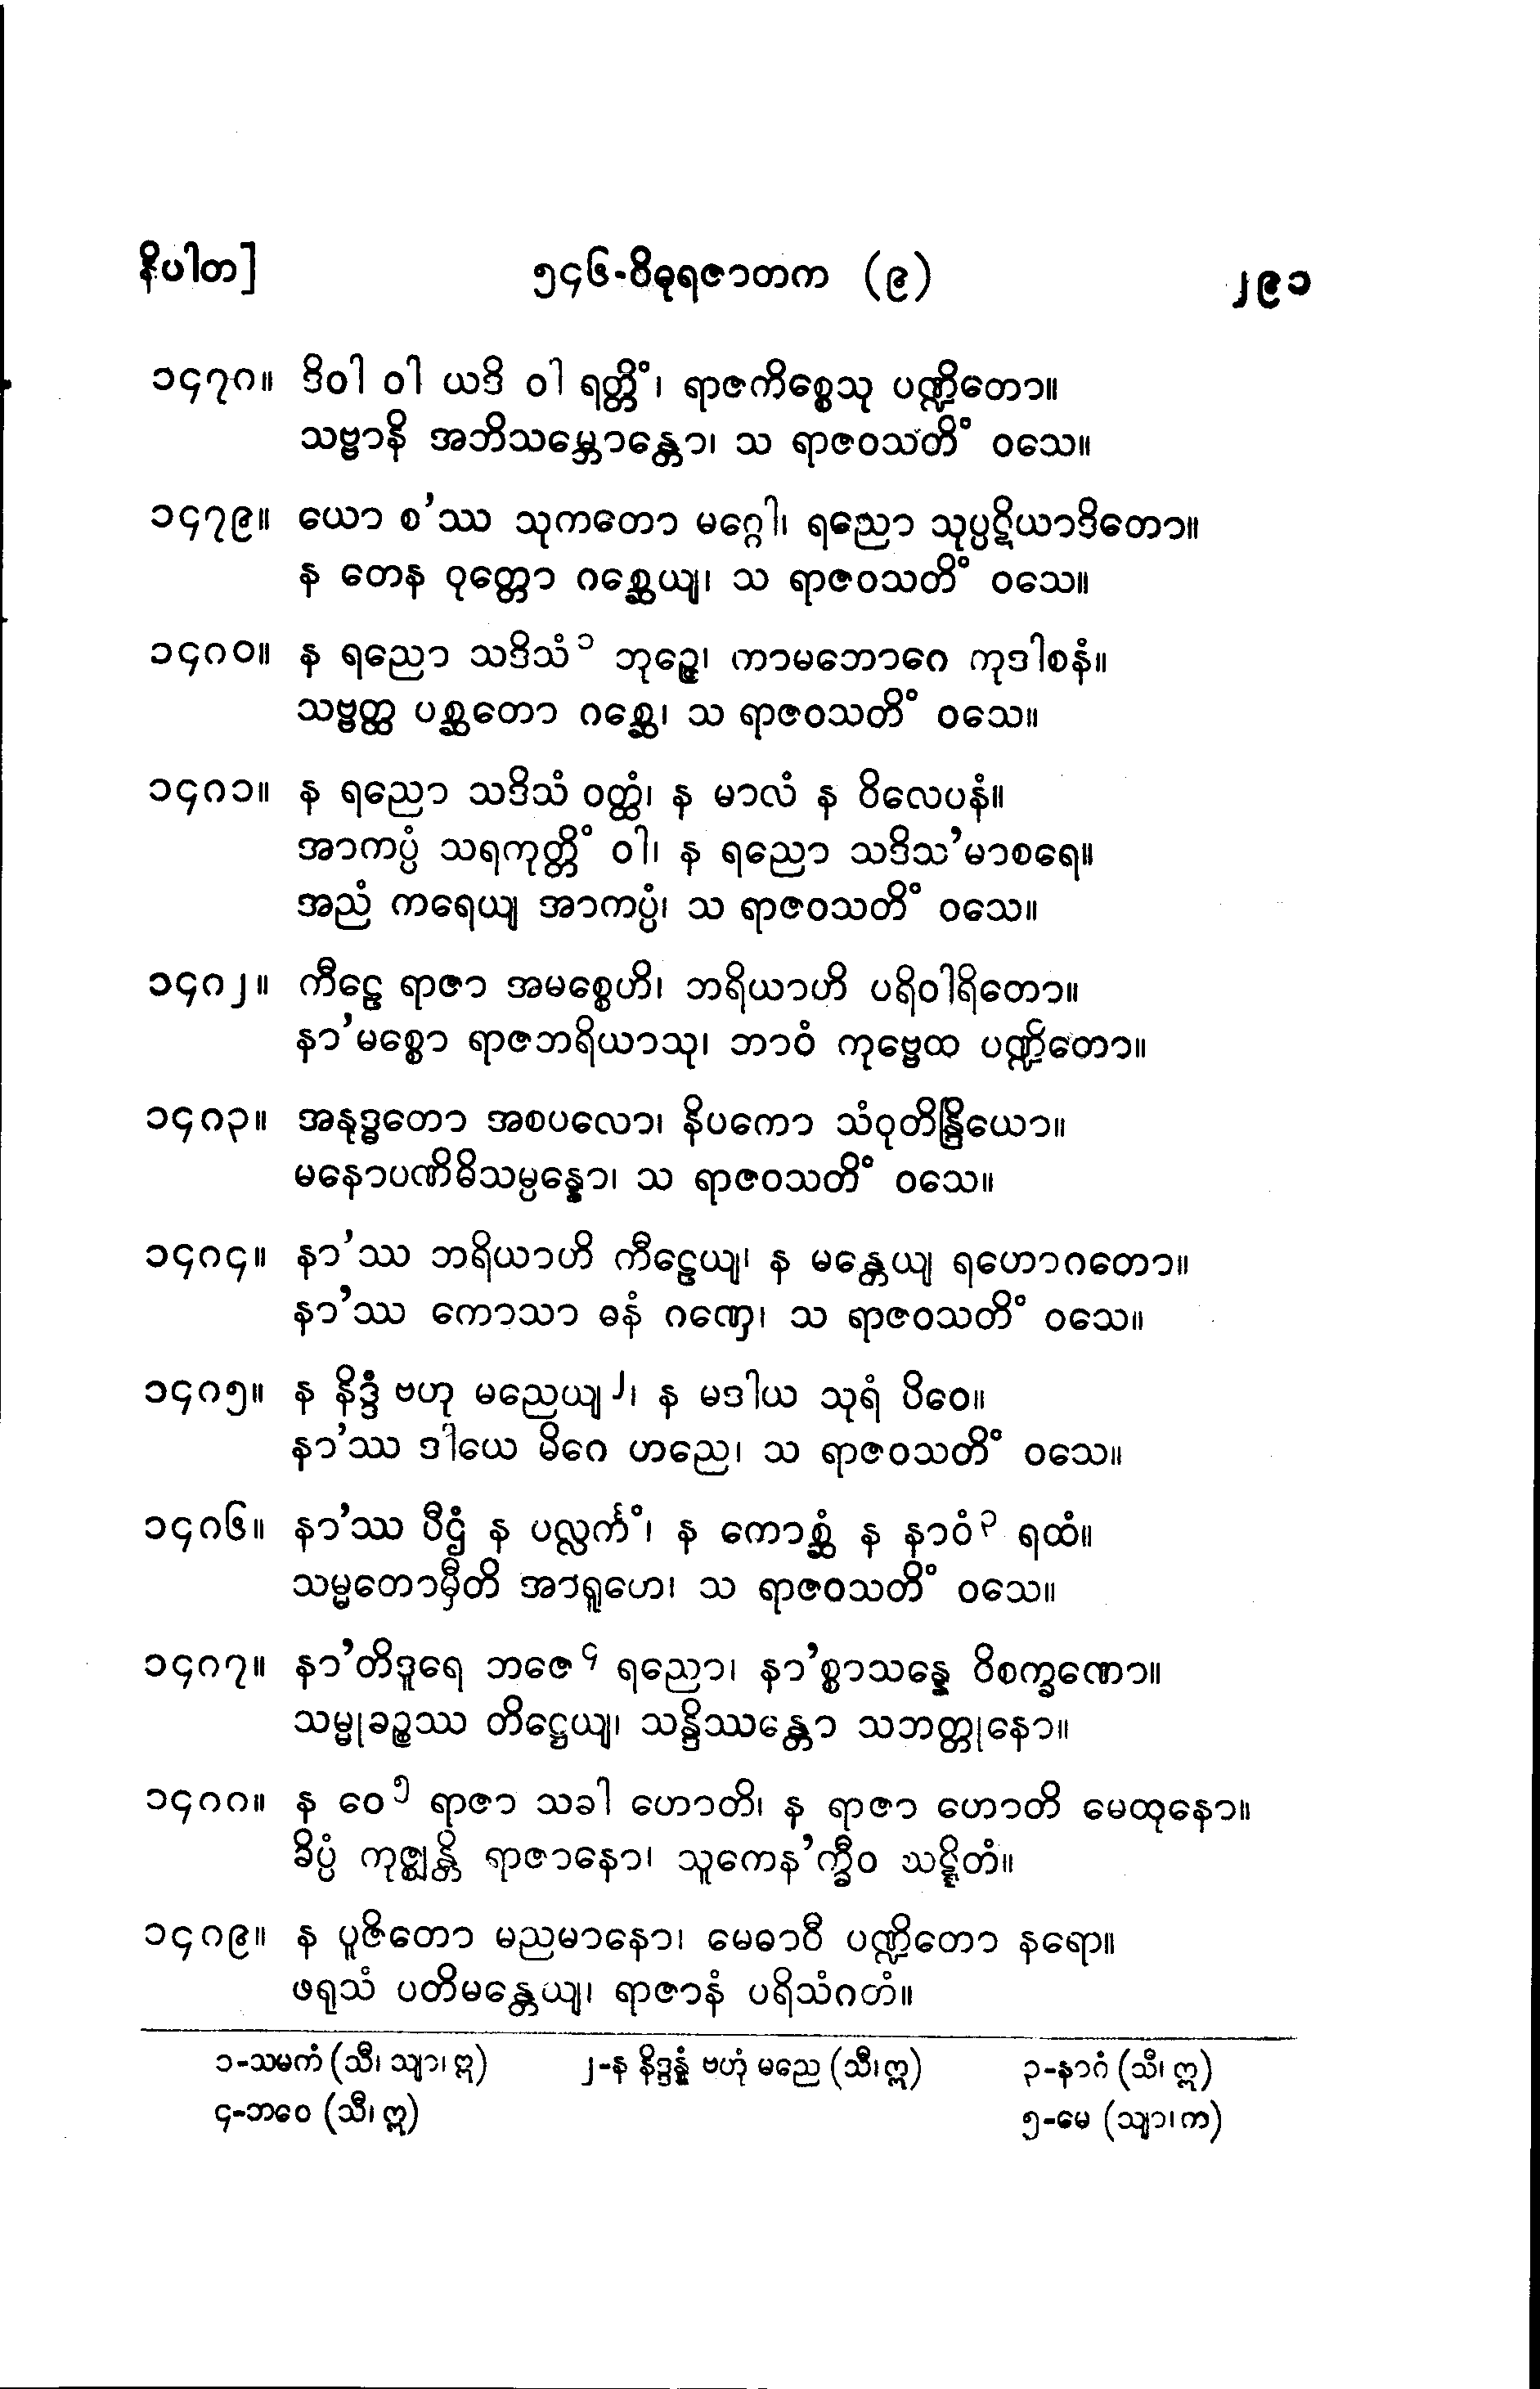 နိပါတ]
၅၄၆-ဝိဓုရဇာတက (၉)
၂၉၁
၁၄၇၈။ ဒိဝါ ဝါ ယဒိ ဝါ ရတ္တိံ၊ ရာဇကိစ္စေသု ပဏ္ဍိတော။
သဗ္ဗာနိ အဘိသမ္ဘောန္တော၊ သ ရာဇဝသတိံ ဝသေ။
၁၄၇၉။ ယော စ'ဿ သုကတော မဂ္ဂေါ၊ ရညော သုပ္ပဋိယာဒိတော။
န တေန ဝုတ္တော ဂစ္ဆေယျ၊ သ ရာဇဝသတိံ ဝသေ။
၁၄၈၀။ န ရညော သဒိသံ၁ ဘုဉ္ဇေ၊ ကာမဘောဂေ ကုဒါစနံ။
သဗ္ဗတ္ထ ပစ္ဆတော ဂစ္ဆေ၊ သ ရာဇဝသတိံ ဝသေ။
၁၄၈၁။ န ရညော သဒိသံ ဝတ္ထံ၊ န မာလံ န ဝိလေပနံ။
အာကပ္ပံ သရကုတ္တိံ ဝါ၊ န ရညော သဒိသ'မာစရေ။
အညံ ကရေယျ အာကပ္ပံ၊ သ ရာဇဝသတိံ ဝသေ။
၁၄၈၂။ ကီဠေ ရာဇာ အမစ္စေဟိ၊ ဘရိယာဟိ ပရိဝါရိတော။
နာ'မစ္စော ရာဇဘရိယာသု၊ ဘာဝံ ကုဗ္ဗေထ ပဏ္ဍိတော။
၁၄၈၃။ အနုဒ္ဓတော အစပလော၊ နိပကော သံဝုတိန္ဒြိယော။
မနောပဏိဓိသမ္ပန္နော၊ သ ရာဇဝသတိံ ဝသေ။
၁၄၈၄။ နာ'ဿ ဘရိယာဟိ ကီဠေယျ၊ န မန္တေယျ ရဟောဂတော။
နာ'ဿ ကောသာ ဓနံ ဂဏှေ၊ သ ရာဇဝသတိံ ဝသေ။
၁၄၈၅။ န နိဒ္ဒံ ဗဟု မညေယျ၂၊ န မဒါယ သုရံ ပိဝေ။
နာ'ဿ ဒါယေ မိဂေ ဟညေ၊ သ ရာဇဝသတိံ ဝသေ။
၁၄၈၆။ နာ'ဿ ပီဌံ န ပလ္လင်္ကံ၊ န ကောစ္ဆံ န နာဝံ၃ ရထံ။
သမ္မတောမှီတိ အာရူဟေ၊ သ ရာဇဝသတိံ ဝသေ။
၁၄၈၇။ နာ'တိဒူရေ ဘဇေ၄ ရညော၊ နာ'စ္စာသန္နေ ဝိစက္ခဏော။
သမ္မုခဉ္စဿ တိဋ္ဌေယျ၊ သန္ဒိဿန္တော သဘတ္တုနော။
၁၄၈၈။ န ဝေ၅ ရာဇာ သခါ ဟောတိ၊ န ရာဇာ ဟောတိ မေထုနော။
ခိပ္ပံ ကုဇ္ဈန္တိ ရာဇာနော၊ သူကေန'က္ခီဝ ဃဋ္ဋိတံ။
၁၄၈၉။ န ပူဇိတော မညမာနော၊ မေဓာဝီ ပဏ္ဍိတော နရော။
ဖရုသံ ပတိမန္တေယျ၊ ရာဇာနံ ပရိသံဂတံ။
၁-သမကံ (သီ၊ သျာ၊ ဣ)
၂-န နိဒ္ဒန္နံ ဗဟုံ မညေ (သီ၊ဣ)
၃-နာဂံ (သီ၊ ဣ)
၄-ဘဝေ (သီ၊ ဣ)
၅-မေ (သျာ၊က)